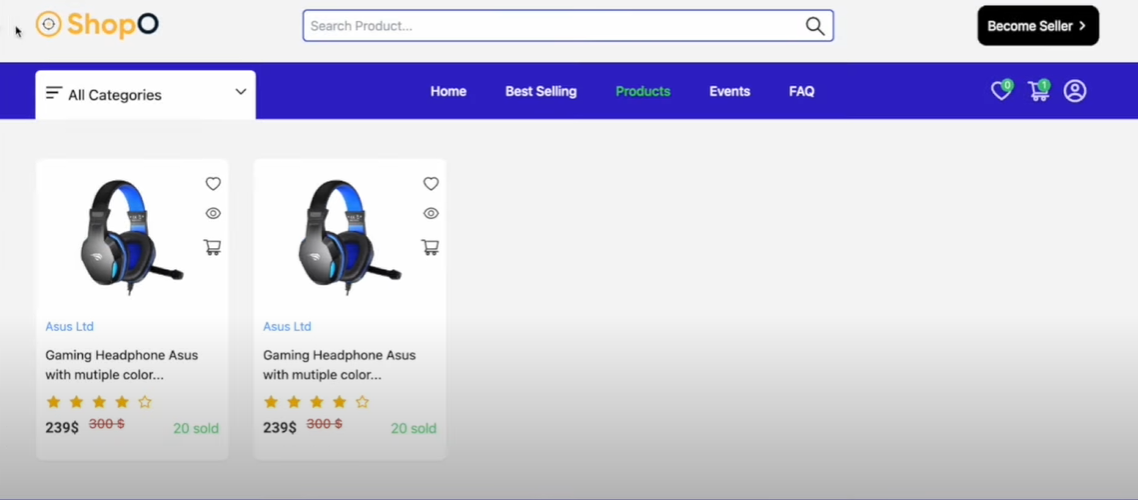 ShopO
Search Product...
Become Seller >
All Categories
Home
Best Selling
Products
Events
FAQ
0
1
Asus Ltd
Gaming Headphone Asus
with mutiple color...
239$ 300 $ 20 sold
Asus Ltd
Gaming Headphone Asus
with mutiple color...
239$ 300 $ 20 sold